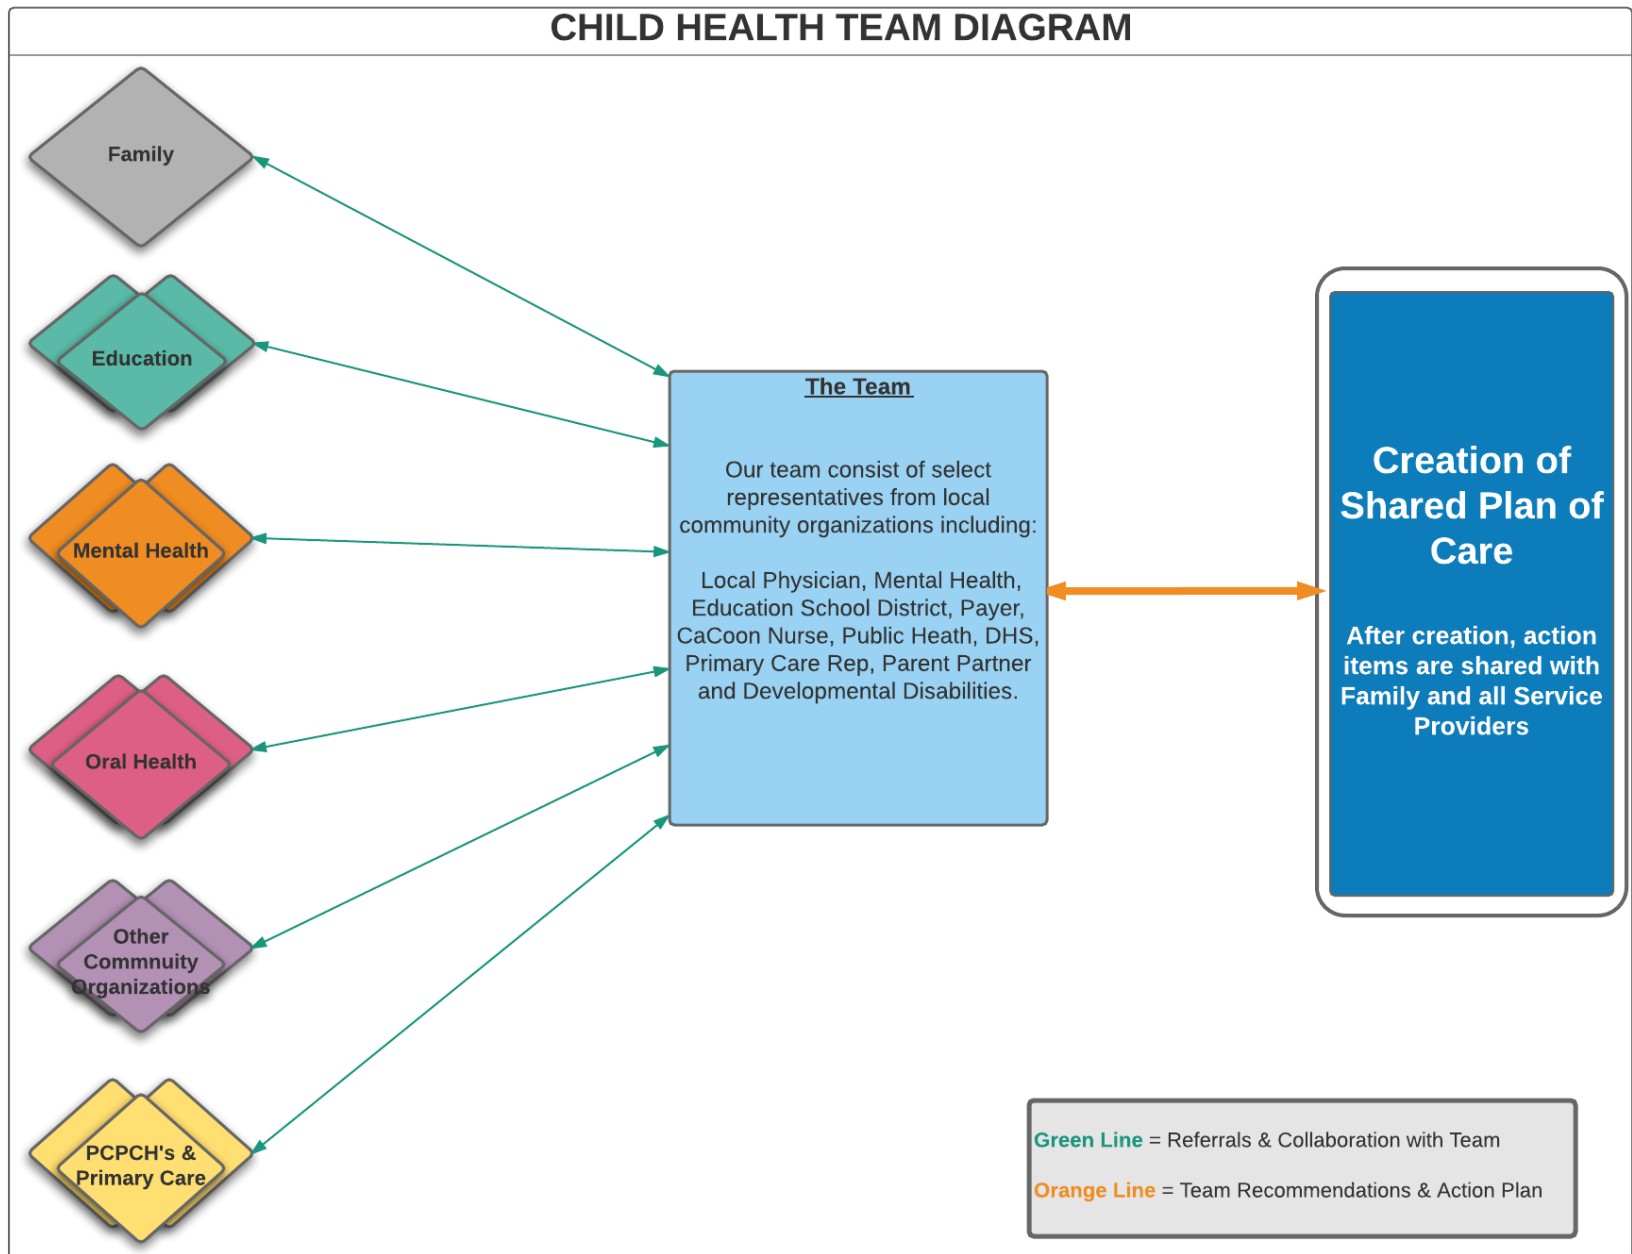 CHILD HEALTH TEAM DIAGRAM
Family
Education
Mental Health
Oral Health
Other
Commnuity
Organizations
PCPCH's &
Primary Care
The Team
Our team consist of select
representatives from local
community organizations including:
Local Physician, Mental Health,
Education School District, Payer,
CaCoon Nurse, Public Heath, DHS,
Primary Care Rep, Parent Partner
and Developmental Disabilities.
Creation of
Shared Plan of
Care
After creation, action
items are shared with
Family and all Service
Providers
Green Line = Referrals & Collaboration with Team
Orange Line = Team Recommendations & Action Plan